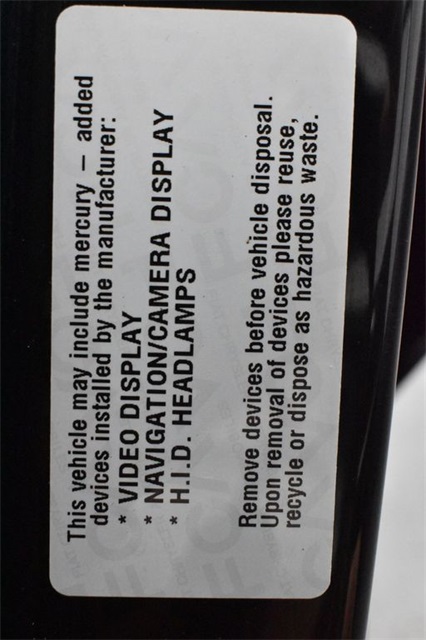 This vehicle may include mercury – added
devices installed by the manufacturer:
* VIDEO DISPLAY
* NAVIGATION/CAMERA DISPLAY
* H.I.D. HEADLAMPS
Remove devices before vehicle disposal.
Upon removal of devices please reuse,
recycle or dispose as hazardous waste.